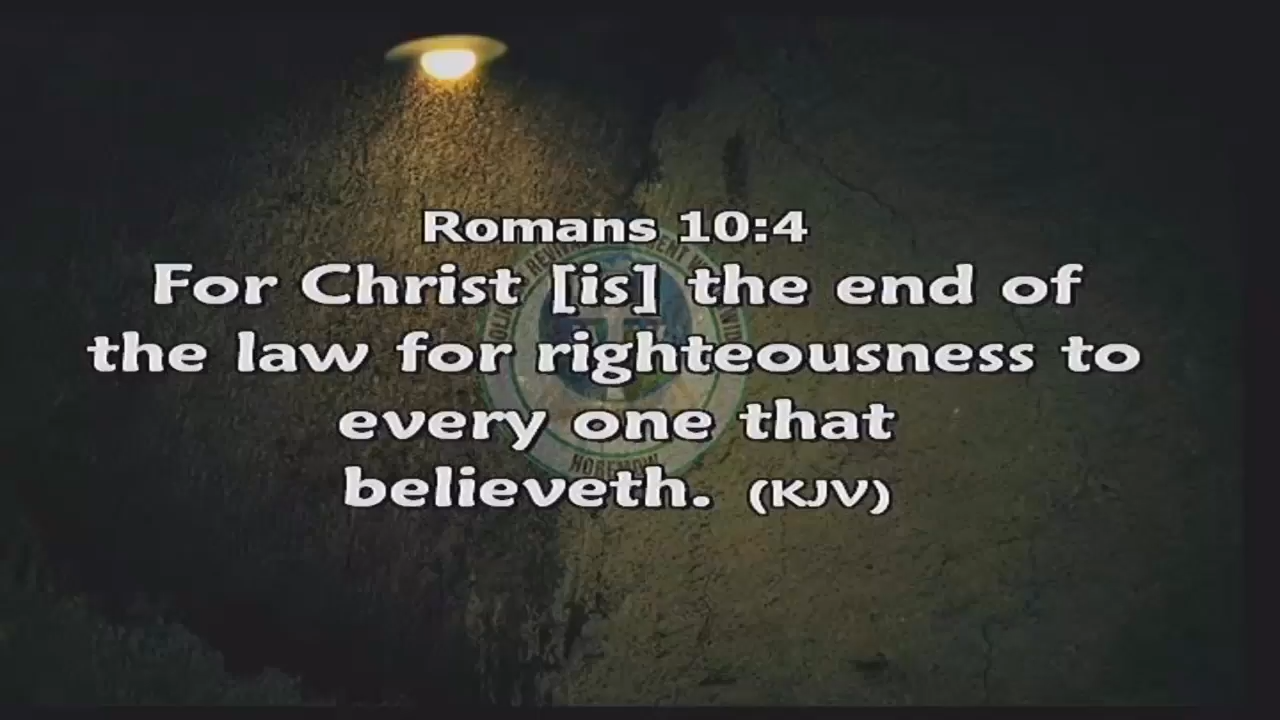 Romans 10:4
For Christ [is] the end of
the law for righteousness to
every one that
believeth. (KJV)